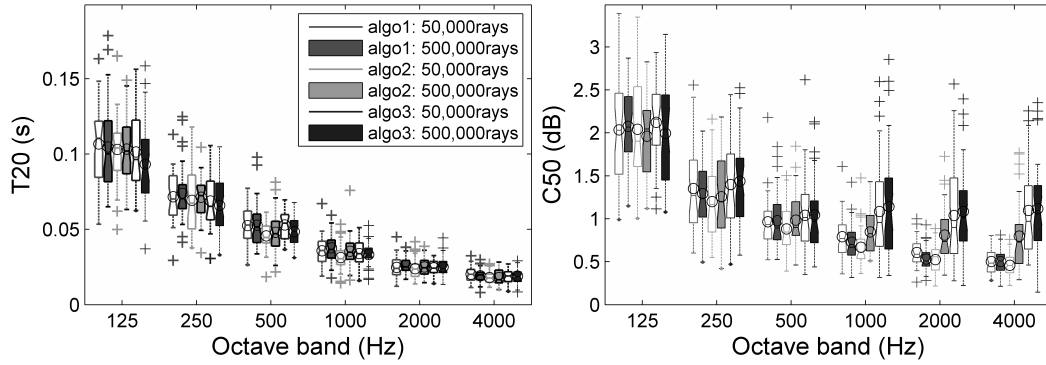 T20 (s)
0.15
0.1
0.05
0
125 250 500 1000 2000 4000
Octave band (Hz)
algo1: 50,000rays
algo1: 500,000rays
algo2: 50,000rays
algo2: 500,000rays
algo3: 50,000rays
algo3: 500,000rays
C50 (dB)
3
2.5
2
1.5
1
0.5
0
125 250 500 1000 2000 4000
Octave band (Hz)